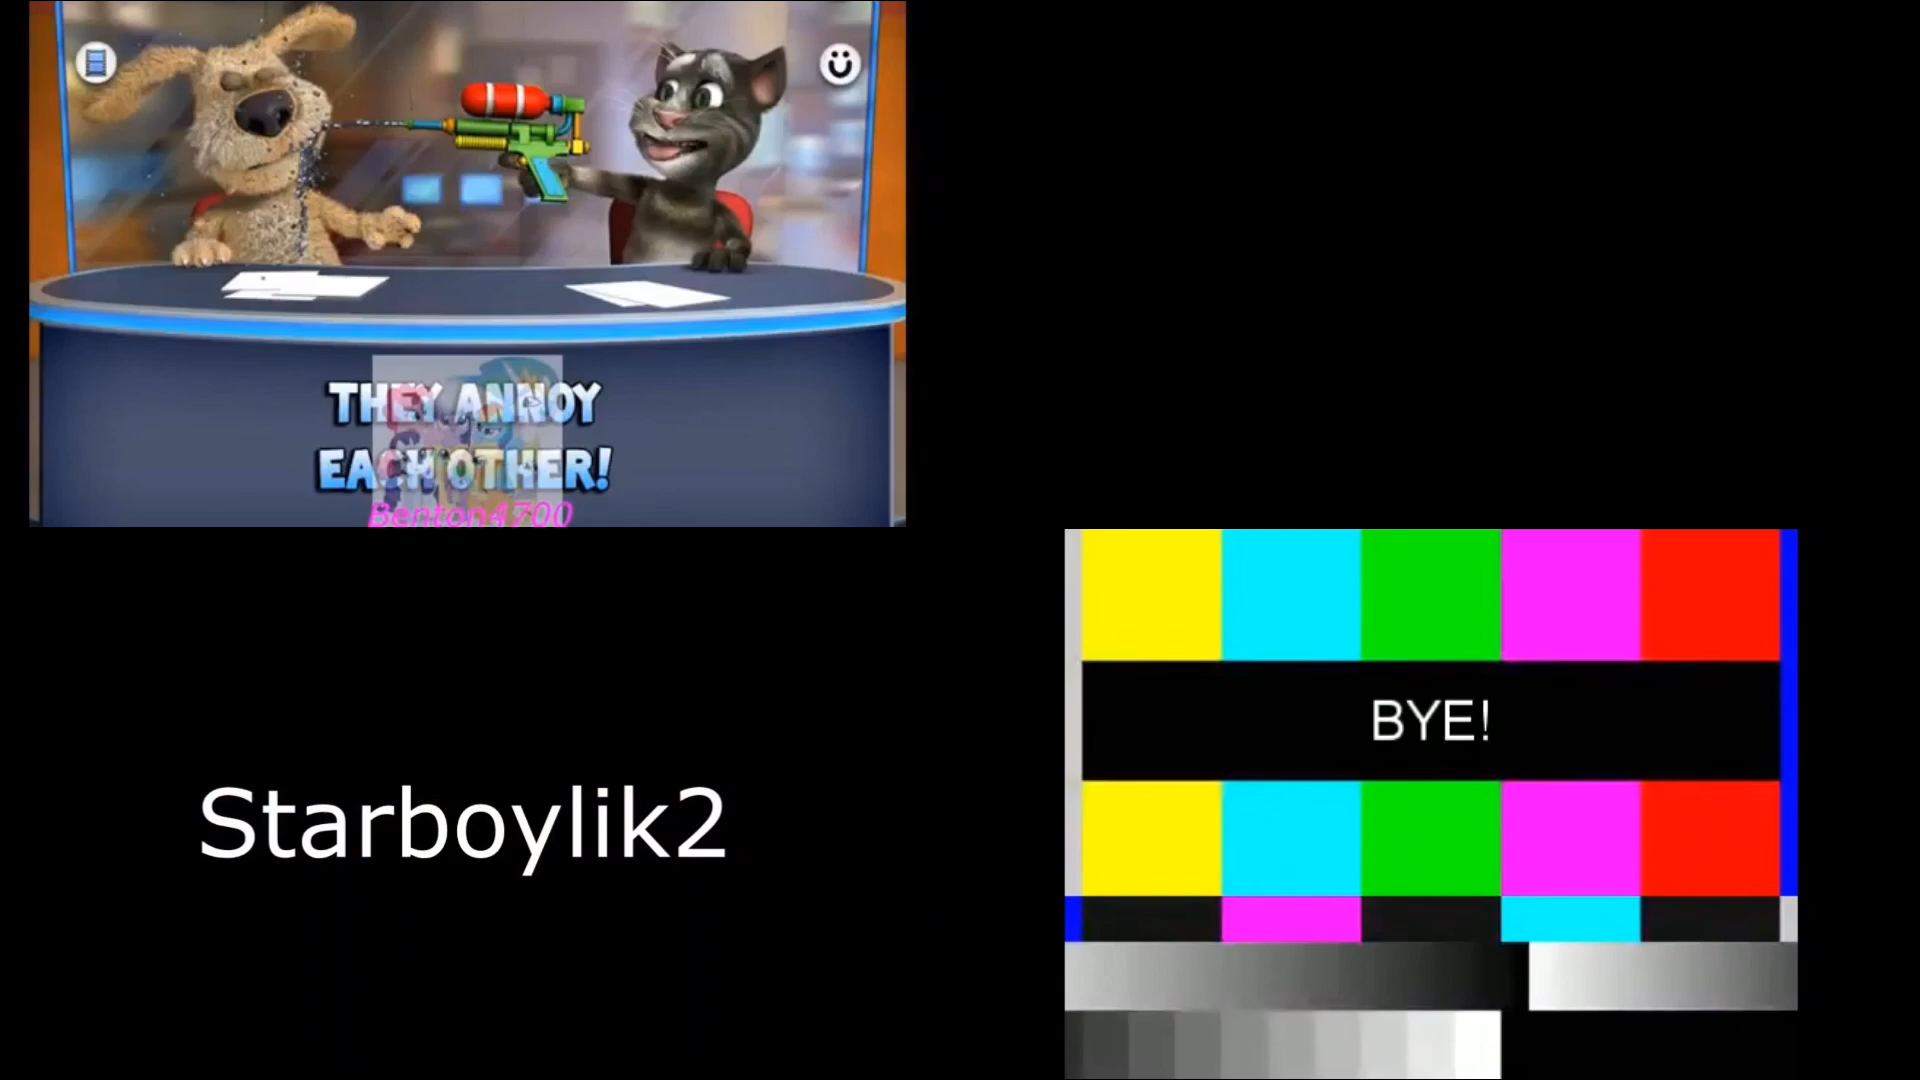 THEY ANNOY
EACH OTHER!
Benton4700
Starboylik2
BYE!